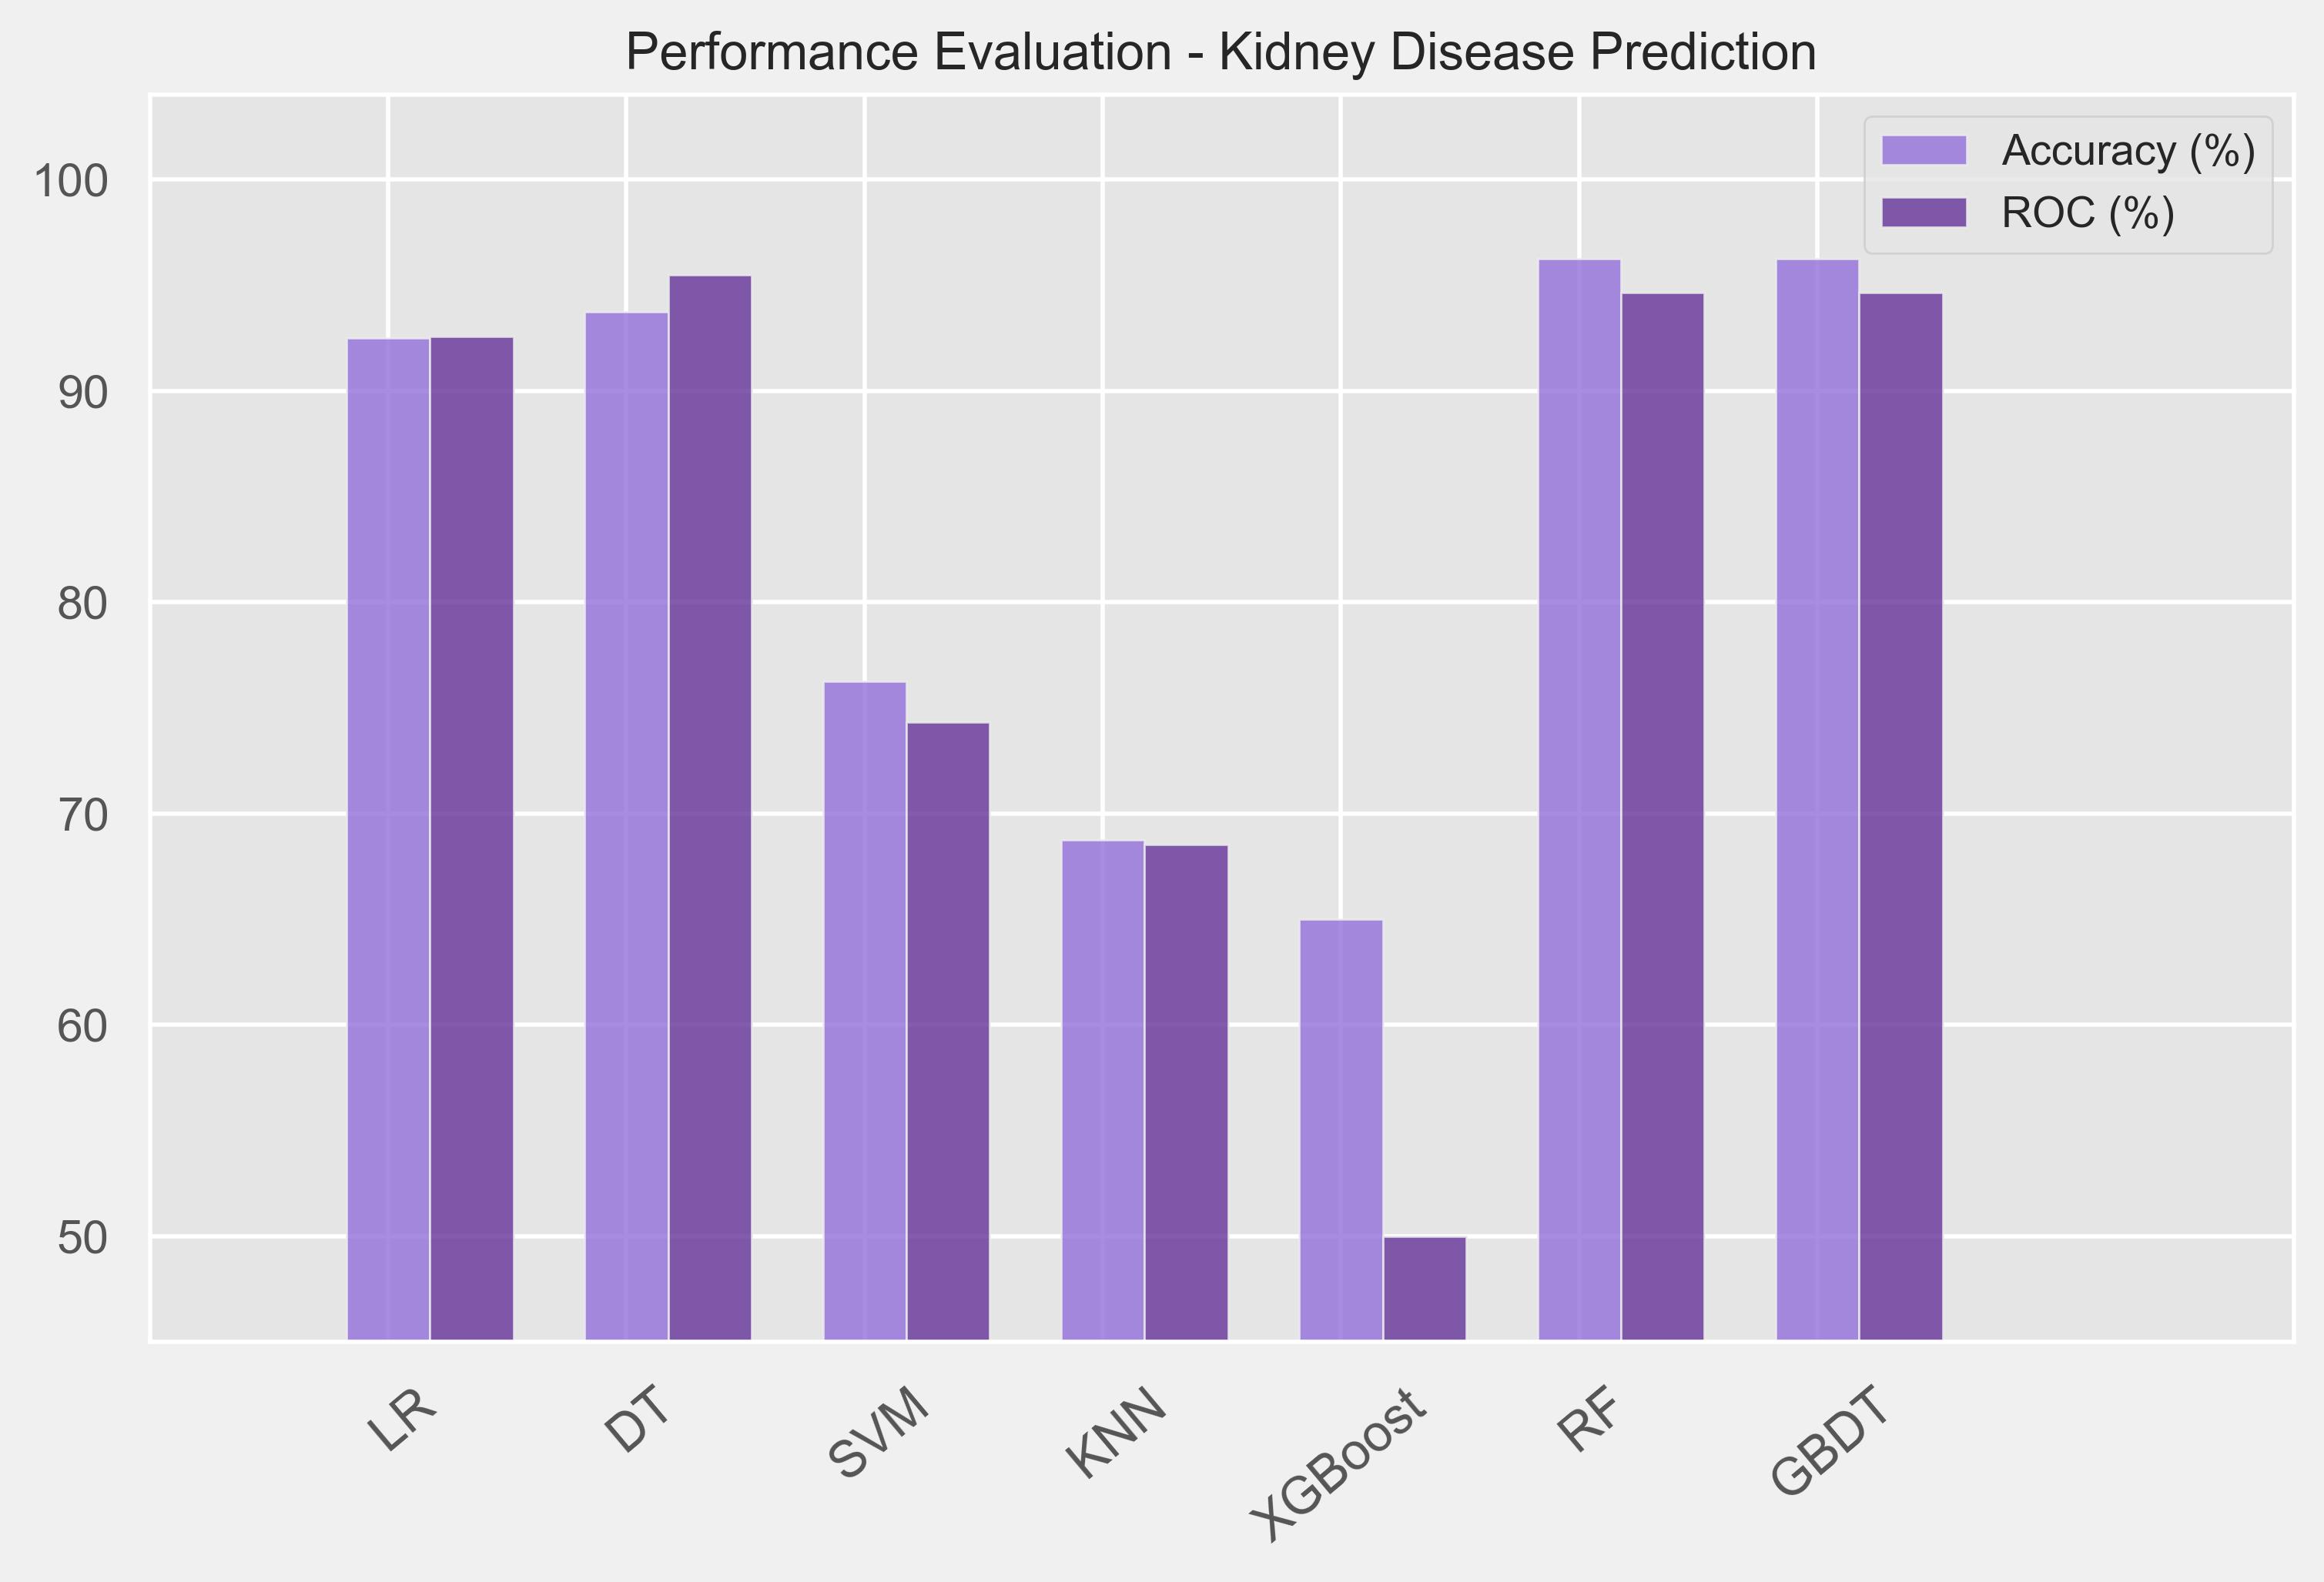 Performance Evaluation - Kidney Disease Prediction
Accuracy (%)
ROC (%)
100
90
80
70
60
50
LR
DT
SVM
KNN
XGBoost
RF
GBDT